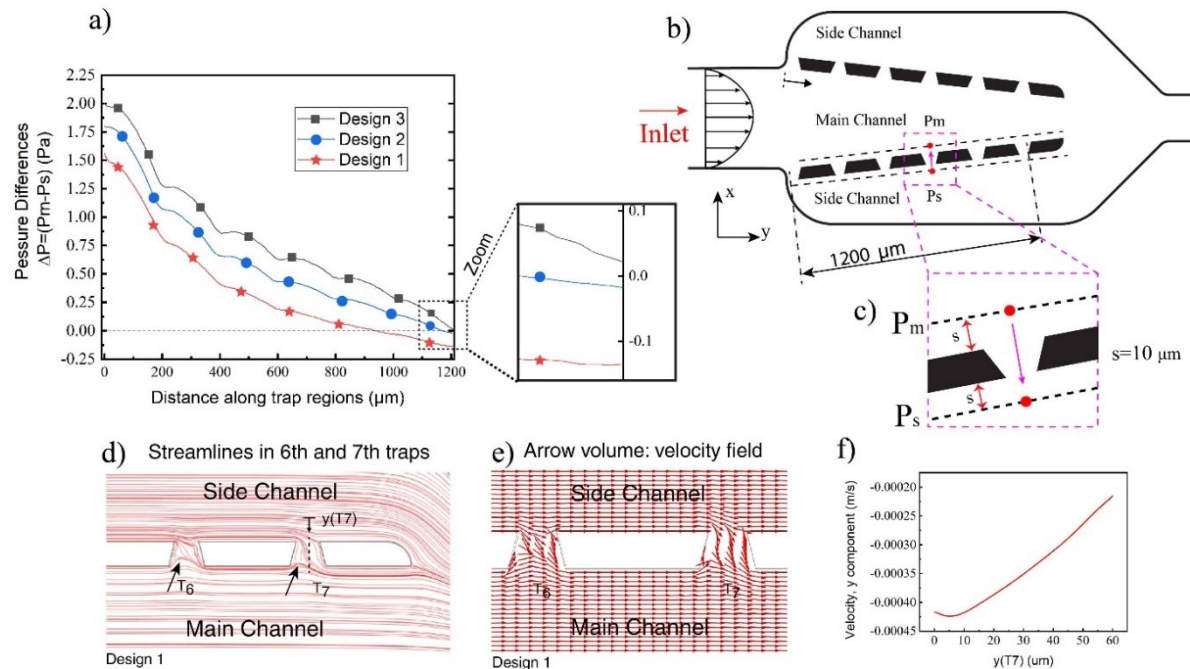 a)
Pessure Differences
ΔP=(Pm-Ps) (Pa)
2.25
2.00
1.75
1.50
1.25
1.00
0.75
0.50
0.25
0.00
-0.25
Design 3
Design 2
Design 1
0 200 400 600 800 1000 1200
Distance along trap regions (μm)
Zoom
0.1
0.0
-0.1
b)
Side Channel
Inlet
Main Channel
Pm
Ps
Side Channel
x
y
1200 μm
c)
Pm
s
s
Ps
s=10 μm
d) Streamlines in 6th and 7th traps
Side Channel
y(T7)
T6
T7
Main Channel
Design 1
e) Arrow volume: velocity field
Side Channel
T6
T7
Main Channel
Design 1
f)
Velocity, y component (m/s)
-0.00020
-0.00025
-0.00030
-0.00035
-0.00040
-0.00045
0 10 20 30 40 50 60
y(T7) (um)